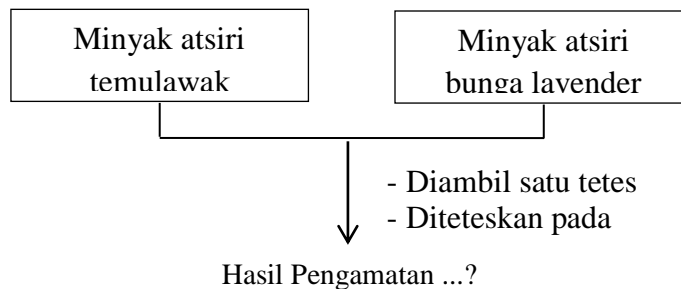 Minyak atsiri
temulawak
Minyak atsiri
bunga lavender
- Diambil satu tetes
- Diteteskan pada
Hasil Pengamatan ...?